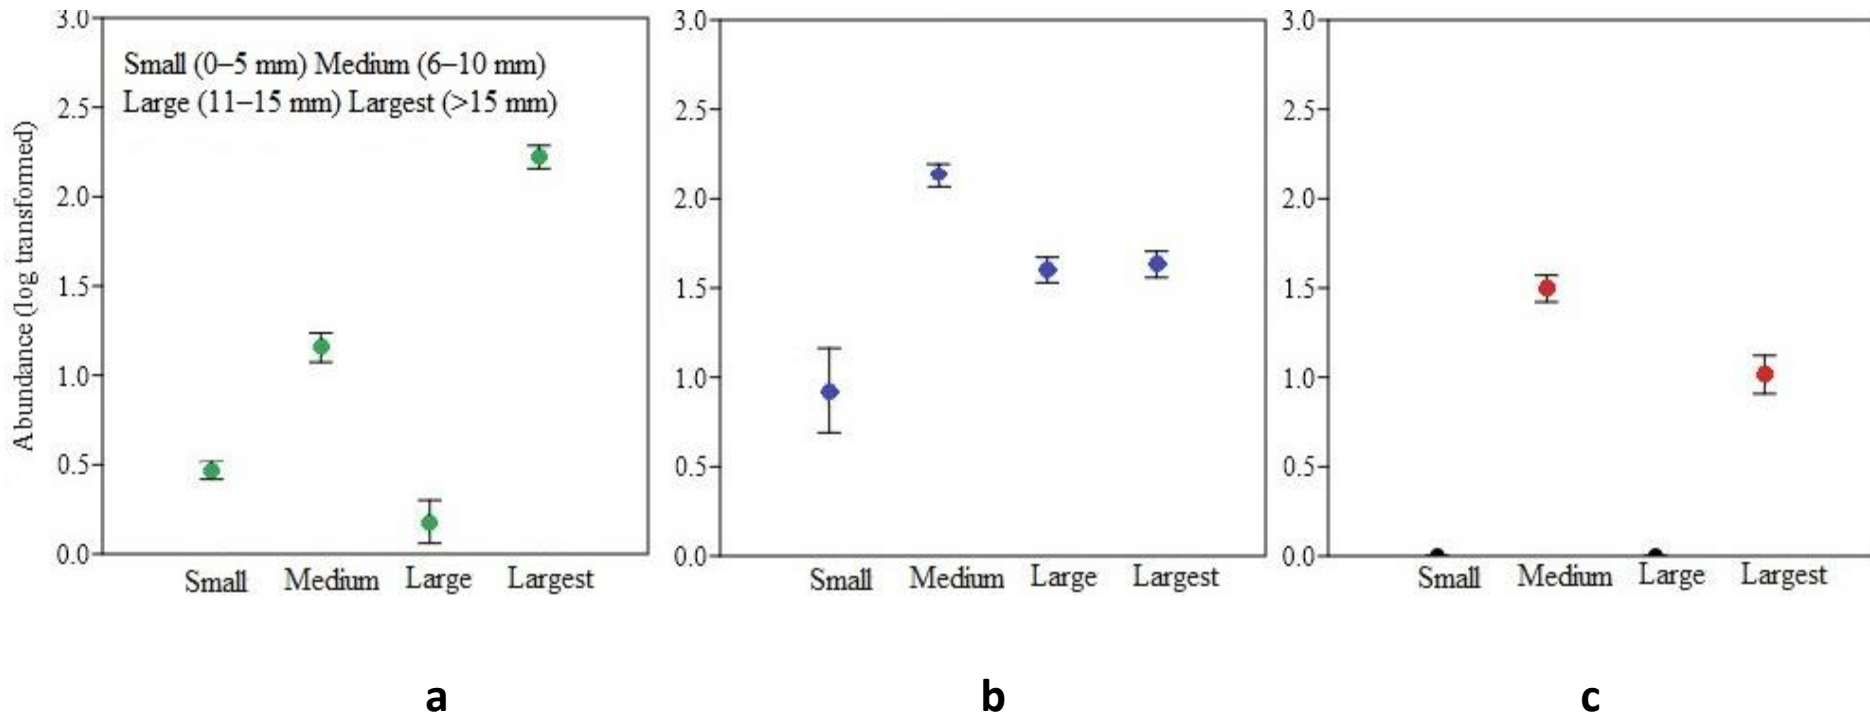 Abundance (log transformed)
3.0
2.5
2.0
1.5
1.0
0.5
0.0
Small (0–5 mm) Medium (6–10 mm)
Large (11–15 mm) Largest (>15 mm)
Small Medium Large Largest
a
3.0
2.5
2.0
1.5
1.0
0.5
0.0
Small Medium Large Largest
b
3.0
2.5
2.0
1.5
1.0
0.5
0.0
Small Medium Large Largest
c